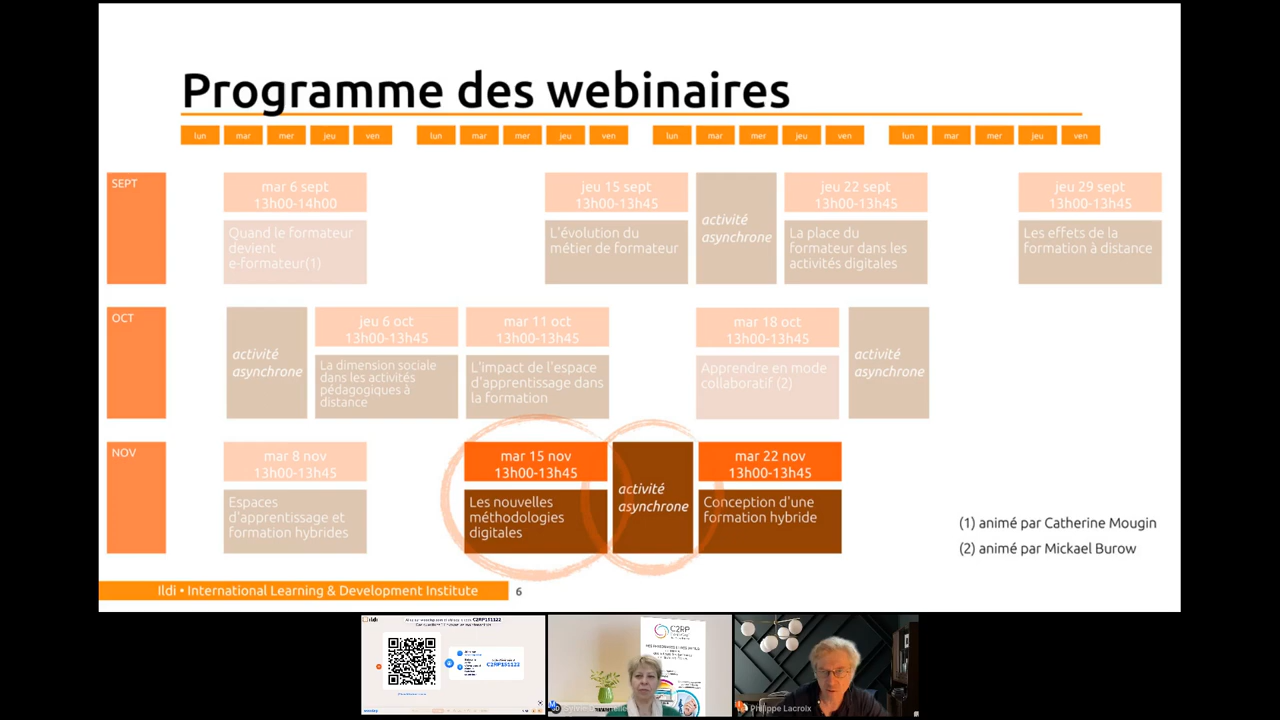 Programme des webinaires
lun mar mer jeu ven lun mar mer jeu ven lun mar mer jeu ven lun mar mer jeu ven
SEPT
mar 6 sept
13h00-14h00
Quand le formateur
devient
e-formateur(1)
jeu 15 sept
13h00-13h45
L'évolution du
métier de formateur
activité
asynchrone
jeu 22 sept
13h00-13h45
La place du
formateur dans les
activités digitales
jeu 29 sept
13h00-13h45
Les effets de la
formation à distance
OCT
activité
asynchrone
jeu 6 oct
13h00-13h45
La dimension sociale
dans les activités
pédagogiques à
distance
mar 11 oct
13h00-13h45
L'impact de l'espace
d'apprentissage dans
la formation
mar 18 oct
13h00-13h45
Apprendre en mode
collaboratif (2)
activité
asynchrone
NOV
mar 8 nov
13h00-13h45
Espaces
d'apprentissage et
formation hybrides
mar 15 nov
13h00-13h45
Les nouvelles
méthodologies
digitales
activité
asynchrone
mar 22 nov
13h00-13h45
Conception d'une
formation hybride
(1) animé par Catherine Mougin
(2) animé par Mickael Burow
Ildi • International Learning & Development Institute
6
ildi
C2RP151122
C2RP151122
C2RP
Philippe Lacroix